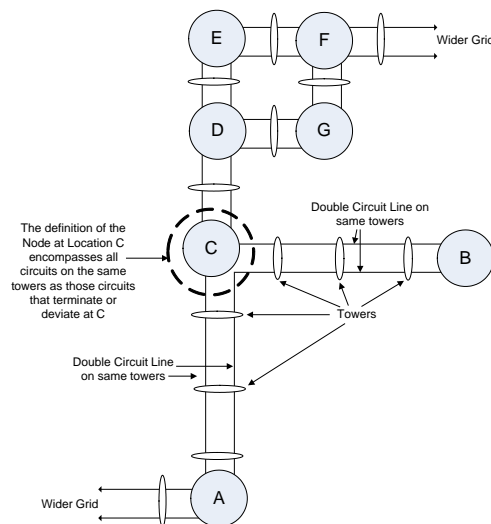 E
F
Wider Grid
D
G
Double Circuit Line on
same towers
The definition of the
Node at Location C
encompasses all
circuits on the same
towers as those circuits
that terminate or
deviate at C
C
B
Towers
Double Circuit Line
on same towers
A
Wider Grid